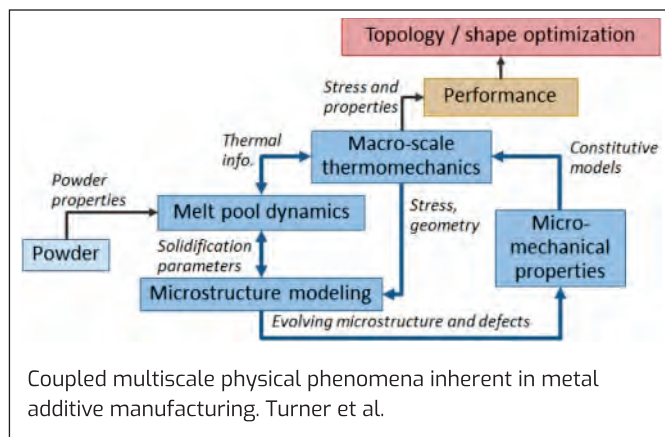 Topology / shape optimization
Stress and
properties
Performance
Thermal
info.
Macro-scale
thermomechanics
Constitutive
models
Powder
properties
Melt pool dynamics
Stress,
geometry
Micro-
mechanical
properties
Powder
Solidification
parameters
Microstructure modeling
Evolving microstructure and defects
Coupled multiscale physical phenomena inherent in metal
additive manufacturing. Turner et al.